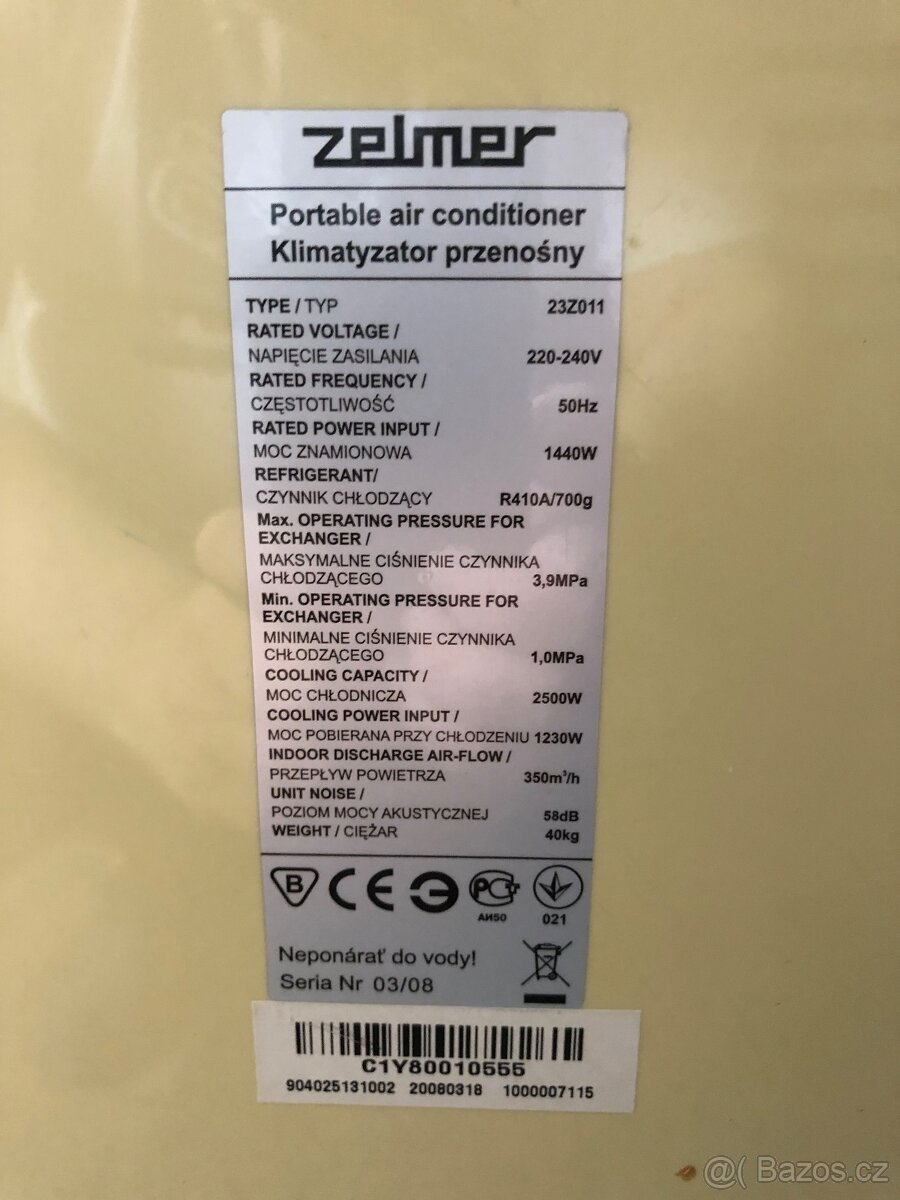 zelmer
Portable air conditioner
Klimatyzator przenośny
TYPE / TYP 23Z011
RATED VOLTAGE /
NAPIĘCIE ZASILANIA 220-240V
RATED FREQUENCY /
CZĘSTOTLIWOŚĆ 50Hz
RATED POWER INPUT /
MOC ZNAMIONOWA 1440W
REFRIGERANT/
CZYNNIK CHŁODZĄCY R410A/700g
Max. OPERATING PRESSURE FOR
EXCHANGER /
MAKSYMALNE CIŚNIENIE CZYNNIKA
CHŁODZĄCEGO 3,9MPa
Min. OPERATING PRESSURE FOR
EXCHANGER /
MINIMALNE CIŚNIENIE CZYNNIKA
CHŁODZĄCEGO 1,0MPa
COOLING CAPACITY /
MOC CHŁODNICZA 2500W
COOLING POWER INPUT /
MOC POBIERANA PRZY CHŁODZENIU 1230W
INDOOR DISCHARGE AIR-FLOW /
PRZEPŁYW POWIETRZA 350m³/h
UNIT NOISE /
POZIOM MOCY AKUSTYCZNEJ 58dB
WEIGHT / CIĘŻAR 40kg
B CE РСТ
АИ50 021
Neponárať do vody!
Seria Nr 03/08
C1Y80010555
904025131002 20080318 1000007115
@( Bazos.cz